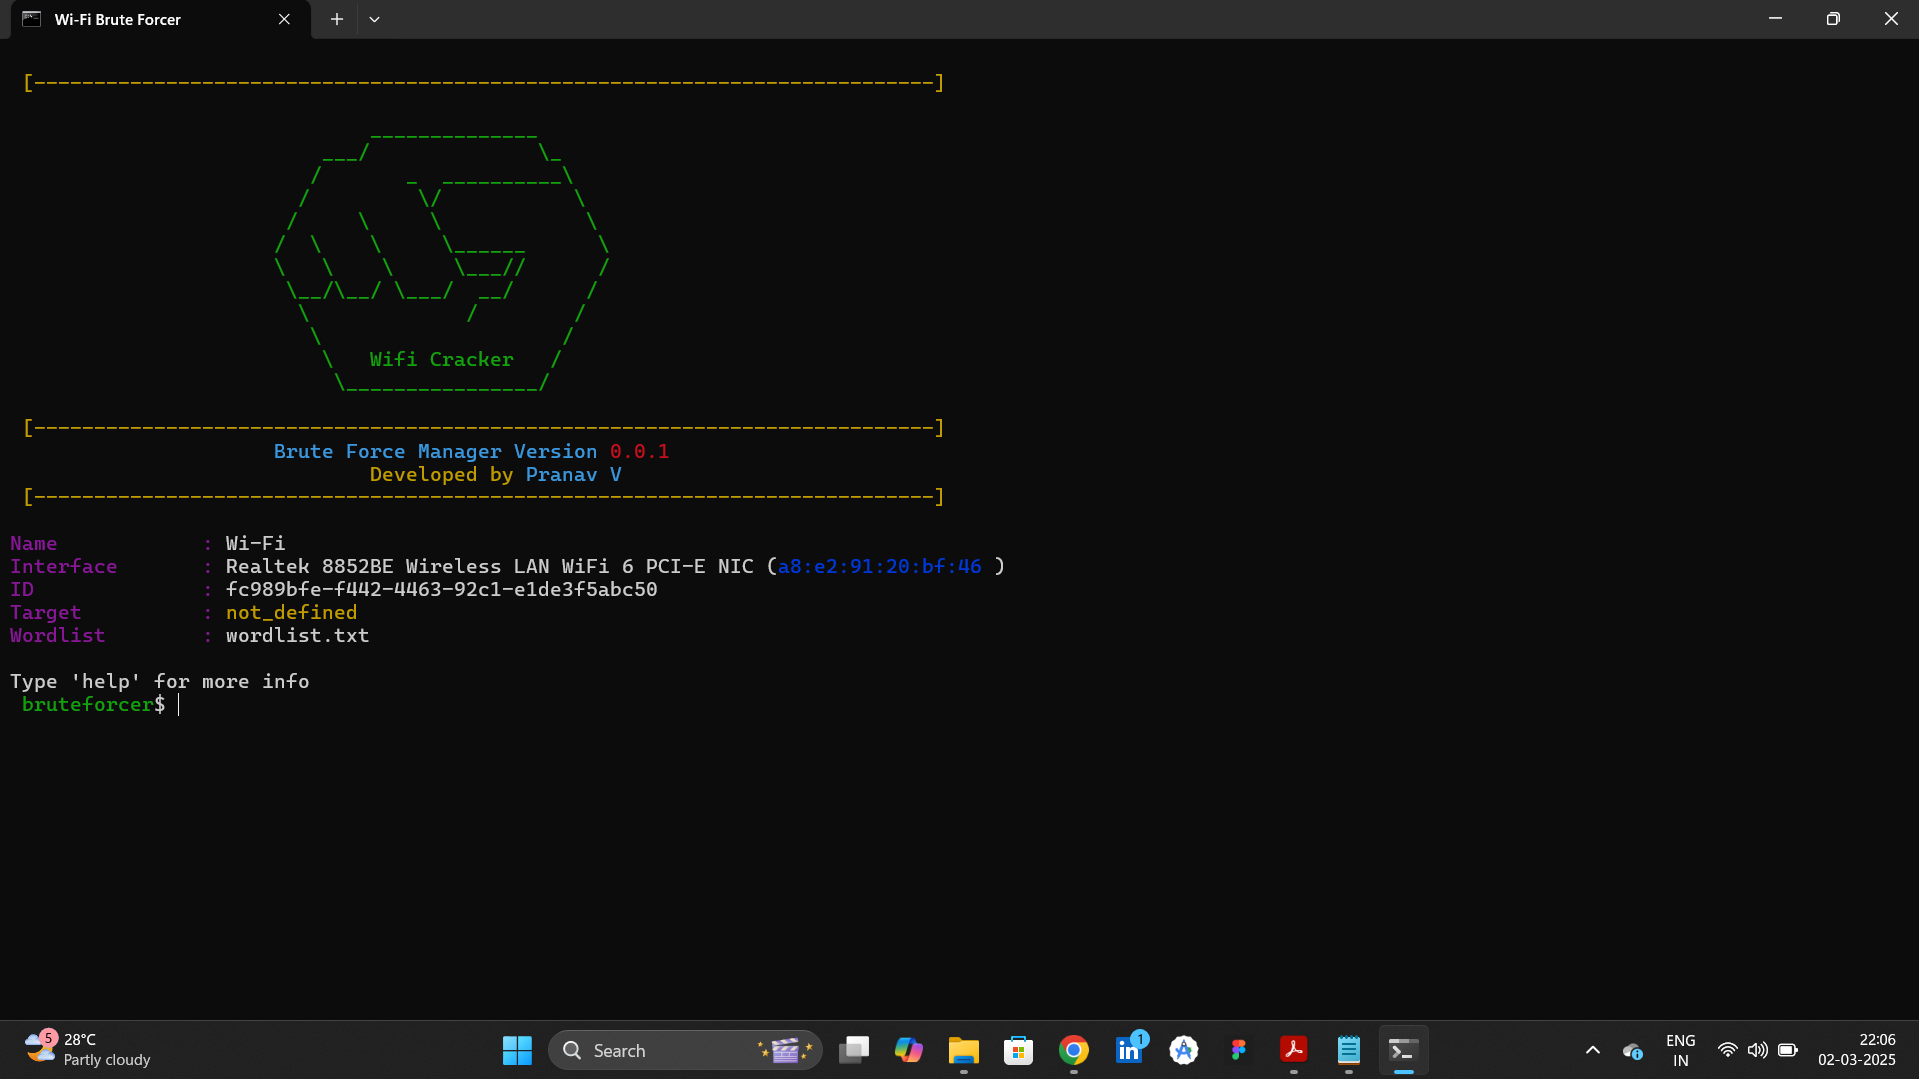 Wi-Fi Brute Forcer
Wifi Cracker
Brute Force Manager Version 0.0.1
Developed by Pranav V
Name : Wi-Fi
Interface : Realtek 8852BE Wireless LAN WiFi 6 PCI-E NIC (a8:e2:91:20:bf:46 )
ID : fc989bfe-f442-4463-92c1-e1de3f5abc50
Target : not_defined
Wordlist : wordlist.txt
Type 'help' for more info
bruteforcer$
5
28°C
Partly cloudy
Search
in
1
ENG
IN
22:06
02-03-2025